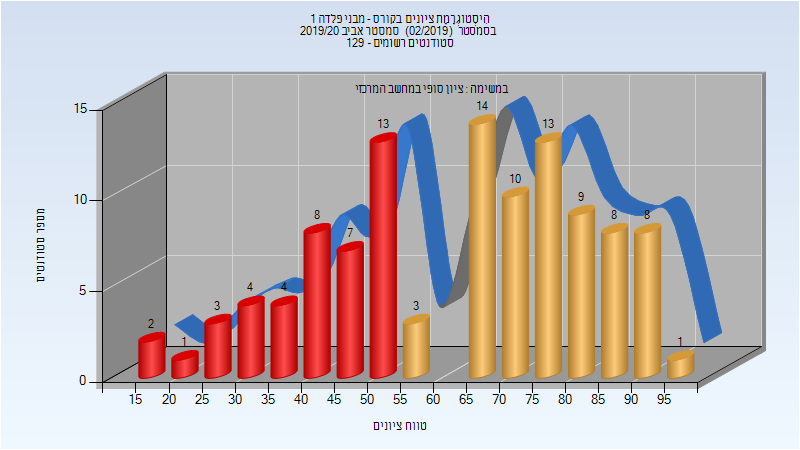 היסטוגרמת ציונים בקורס - מבני פלדה 1
בסמסטר (02/2019) סמסטר אביב 2019/20
סטודנטים רשומים - 129
במשימה : ציון סופי במחשב המרכזי
מספר סטודנטים
15
10
5
0
2
1
3
4
4
8
7
13
3
14
10
13
9
8
8
1
15 20 25 30 35 40 45 50 55 60 65 70 75 80 85 90 95
טווח ציונים